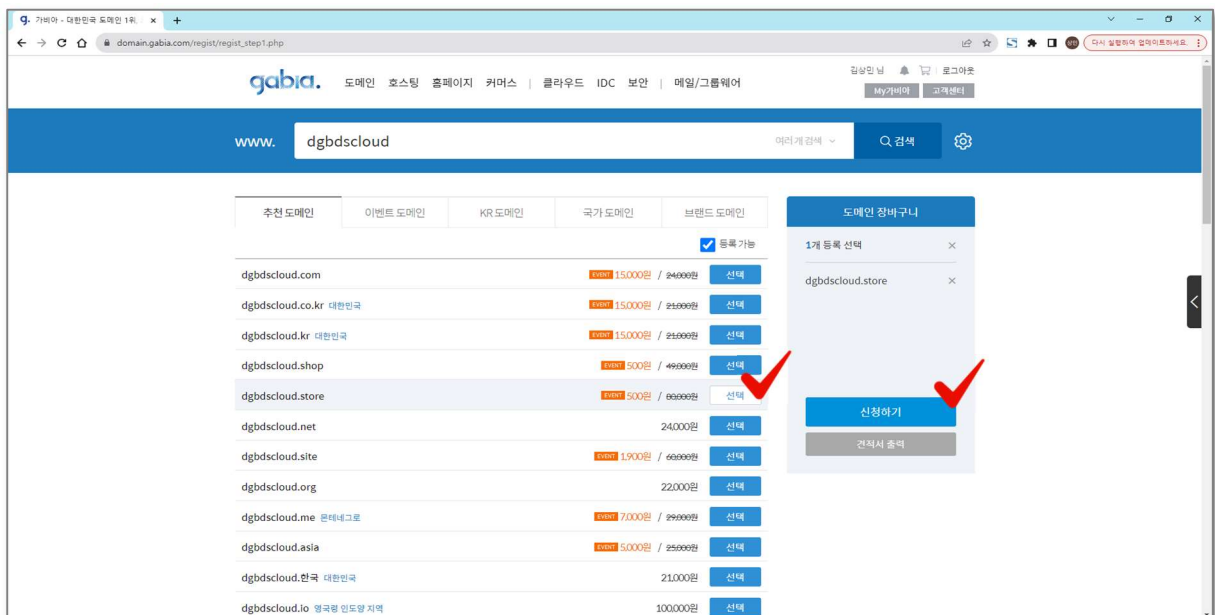 가비아 - 대한민국 도메인 1위,
domain.gabia.com/regist/regist_step1.php
다시 실행하여 업데이트하세요.
gabia.
도메인 호스팅 홈페이지 커머스 | 클라우드 IDC 보안 | 메일/그룹웨어
김상민 님 로그아웃
My가비아 고객센터
www. dgbdscloud 여러 개 검색 검색
추천 도메인 이벤트 도메인 KR 도메인 국가 도메인 브랜드 도메인
등록 가능
dgbdscloud.com EVENT 15,000원 / 24,000원 선택
dgbdscloud.co.kr 대한민국 EVENT 15,000원 / 21,000원 선택
dgbdscloud.kr 대한민국 EVENT 15,000원 / 21,000원 선택
dgbdscloud.shop EVENT 500원 / 49,000원 선택
dgbdscloud.store EVENT 500원 / 60,000원 선택
dgbdscloud.net 24,000원 선택
dgbdscloud.site EVENT 1,900원 / 60,000원 선택
dgbdscloud.org 22,000원 선택
dgbdscloud.me 몬테네그로 EVENT 7,000원 / 29,000원 선택
dgbdscloud.asia EVENT 5,000원 / 25,000원 선택
dgbdscloud.한국 대한민국 21,000원 선택
dgbdscloud.io 영국령 인도양 지역 100,000원 선택
도메인 장바구니
1개 등록 선택
dgbdscloud.store
신청하기
견적서 출력